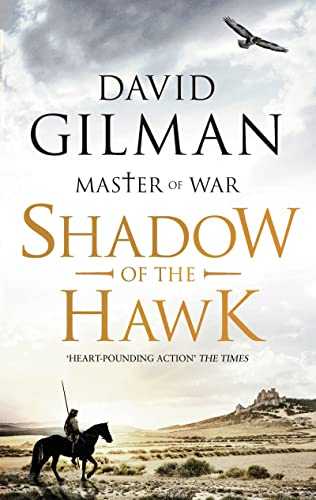 DAVID
GILMAN
MASTER OF WAR
SHADOW
OF THE
HAWK
'HEART-POUNDING ACTION' THE TIMES